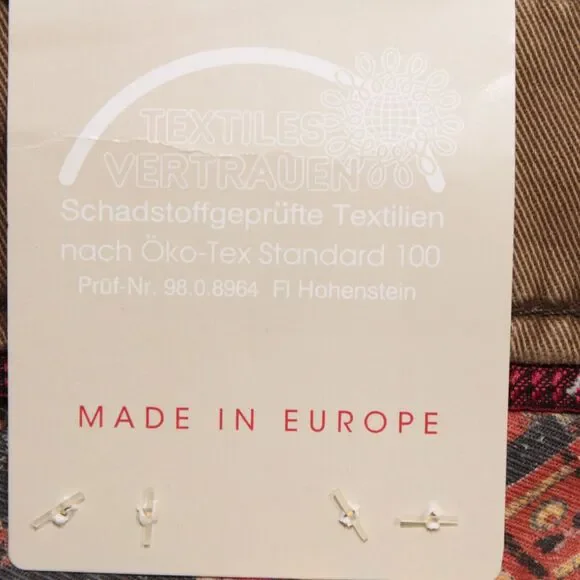 TEXTILES
VERTRAUEN
Schadstoffgeprüfte Textilien
nach Öko-Tex Standard 100
Prüf-Nr. 98.0.8964 FI Hohenstein
MADE IN EUROPE